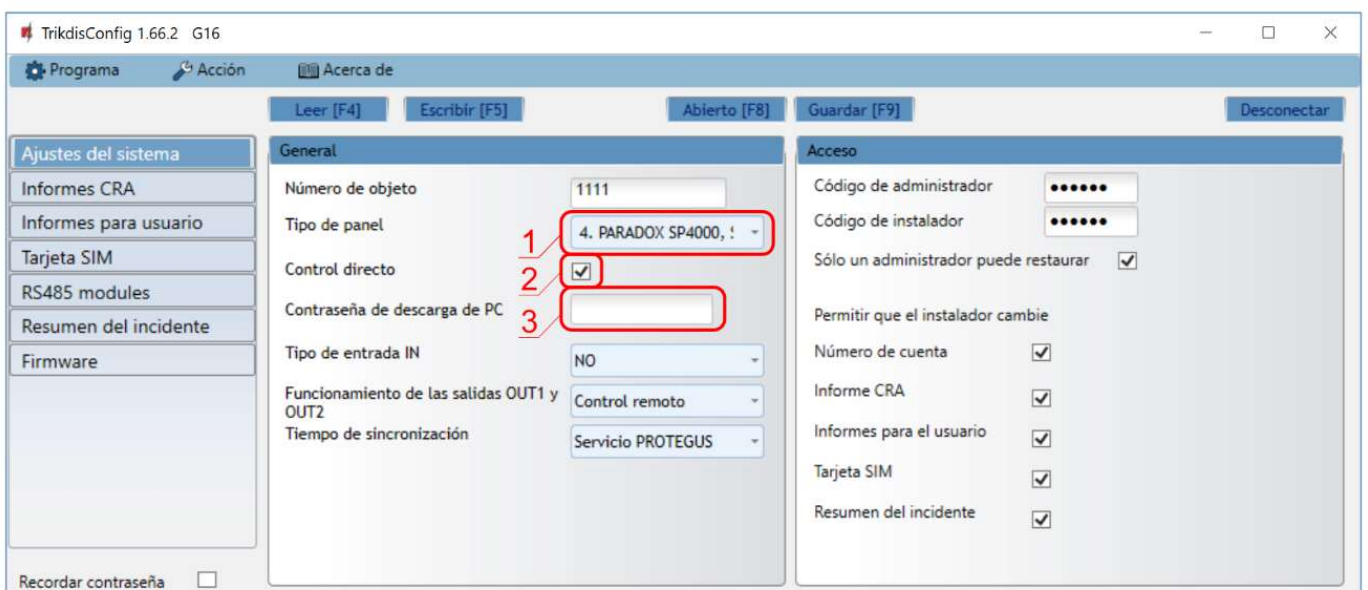 TrikdisConfig 1.66.2 G16
Programa Acción Acerca de
Leer [F4] Escribir [F5] Abierto [F8] Guardar [F9] Desconectar
Ajustes del sistema
Informes CRA
Informes para usuario
Tarjeta SIM
RS485 modules
Resumen del incidente
Firmware
Recordar contraseña
General
Número de objeto 1111
Tipo de panel 1 4. PARADOX SP4000,
Control directo 2
Contraseña de descarga de PC 3
Tipo de entrada IN NO
Funcionamiento de las salidas OUT1 y
OUT2 Control remoto
Tiempo de sincronización Servicio PROTEGUS
Acceso
Código de administrador ●●●●●●
Código de instalador ●●●●●●
Sólo un administrador puede restaurar
Permitir que el instalador cambie
Número de cuenta
Informe CRA
Informes para el usuario
Tarjeta SIM
Resumen del incidente